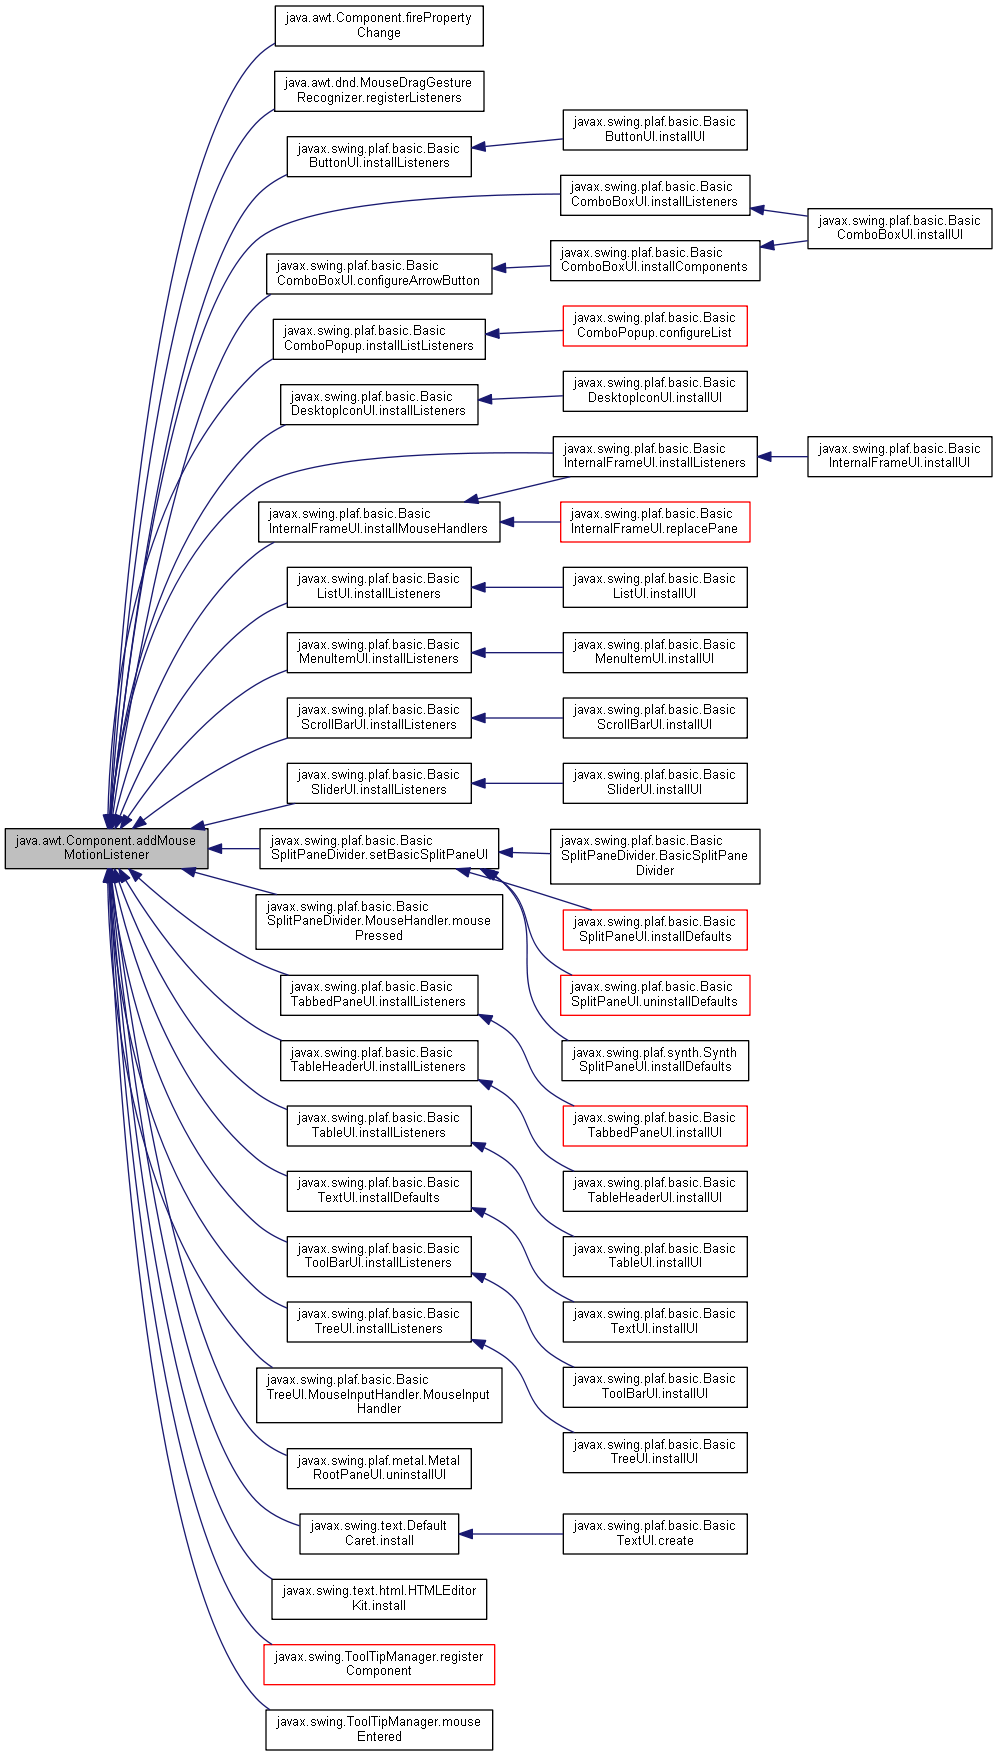 java.awt.Component.fireProperty
Change
java.awt.dnd.MouseDragGesture
Recognizer.registerListeners
javax.swing.plaf.basic.Basic
ButtonUI.installListeners
javax.swing.plaf.basic.Basic
ButtonUI.installUI
javax.swing.plaf.basic.Basic
ComboBoxUI.installListeners
javax.swing.plaf.basic.Basic
ComboBoxUI.installUI
javax.swing.plaf.basic.Basic
ComboBoxUI.configureArrowButton
javax.swing.plaf.basic.Basic
ComboBoxUI.installComponents
javax.swing.plaf.basic.Basic
ComboPopup.installListListeners
javax.swing.plaf.basic.Basic
ComboPopup.configureList
javax.swing.plaf.basic.Basic
DesktopIconUI.installListeners
javax.swing.plaf.basic.Basic
DesktopIconUI.installUI
javax.swing.plaf.basic.Basic
InternalFrameUI.installListeners
javax.swing.plaf.basic.Basic
InternalFrameUI.installUI
javax.swing.plaf.basic.Basic
InternalFrameUI.installMouseHandlers
javax.swing.plaf.basic.Basic
InternalFrameUI.replacePane
javax.swing.plaf.basic.Basic
ListUI.installListeners
javax.swing.plaf.basic.Basic
ListUI.installUI
javax.swing.plaf.basic.Basic
MenuItemUI.installListeners
javax.swing.plaf.basic.Basic
MenuItemUI.installUI
javax.swing.plaf.basic.Basic
ScrollBarUI.installListeners
javax.swing.plaf.basic.Basic
ScrollBarUI.installUI
javax.swing.plaf.basic.Basic
SliderUI.installListeners
javax.swing.plaf.basic.Basic
SliderUI.installUI
java.awt.Component.addMouse
MotionListener
javax.swing.plaf.basic.Basic
SplitPaneDivider.setBasicSplitPaneUI
javax.swing.plaf.basic.Basic
SplitPaneDivider.BasicSplitPane
Divider
javax.swing.plaf.basic.Basic
SplitPaneDivider.MouseHandler.mouse
Pressed
javax.swing.plaf.basic.Basic
SplitPaneUI.installDefaults
javax.swing.plaf.basic.Basic
TabbedPaneUI.installListeners
javax.swing.plaf.basic.Basic
SplitPaneUI.uninstallDefaults
javax.swing.plaf.basic.Basic
TableHeaderUI.installListeners
javax.swing.plaf.synth.Synth
SplitPaneUI.installDefaults
javax.swing.plaf.basic.Basic
TableUI.installListeners
javax.swing.plaf.basic.Basic
TabbedPaneUI.installUI
javax.swing.plaf.basic.Basic
TextUI.installDefaults
javax.swing.plaf.basic.Basic
TableHeaderUI.installUI
javax.swing.plaf.basic.Basic
ToolBarUI.installListeners
javax.swing.plaf.basic.Basic
TableUI.installUI
javax.swing.plaf.basic.Basic
TreeUI.installListeners
javax.swing.plaf.basic.Basic
TextUI.installUI
javax.swing.plaf.basic.Basic
TreeUI.MouseInputHandler.MouseInput
Handler
javax.swing.plaf.basic.Basic
ToolBarUI.installUI
javax.swing.plaf.metal.Metal
RootPaneUI.uninstallUI
javax.swing.plaf.basic.Basic
TreeUI.installUI
javax.swing.text.Default
Caret.install
javax.swing.plaf.basic.Basic
TextUI.create
javax.swing.text.html.HTMLEditor
Kit.install
javax.swing.ToolTipManager.register
Component
javax.swing.ToolTipManager.mouse
Entered